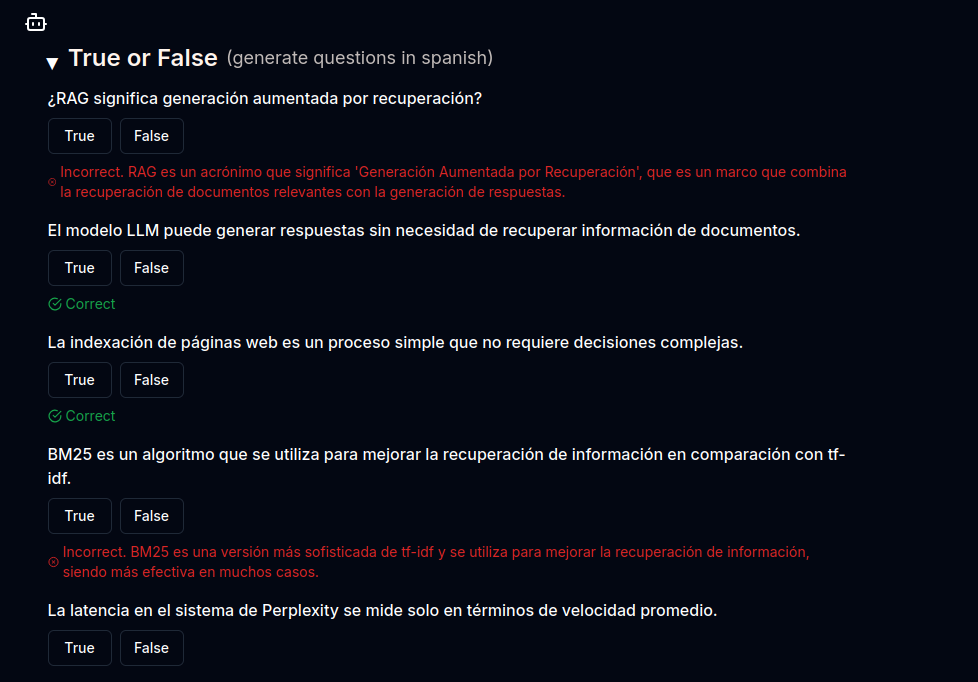 True or False (generate questions in spanish)
¿RAG significa generación aumentada por recuperación?
True False
Incorrect. RAG es un acrónimo que significa 'Generación Aumentada por Recuperación', que es un marco que combina
la recuperación de documentos relevantes con la generación de respuestas.
El modelo LLM puede generar respuestas sin necesidad de recuperar información de documentos.
True False
Correct
La indexación de páginas web es un proceso simple que no requiere decisiones complejas.
True False
Correct
BM25 es un algoritmo que se utiliza para mejorar la recuperación de información en comparación con tf-
idf.
True False
Incorrect. BM25 es una versión más sofisticada de tf-idf y se utiliza para mejorar la recuperación de información,
siendo más efectiva en muchos casos.
La latencia en el sistema de Perplexity se mide solo en términos de velocidad promedio.
True False